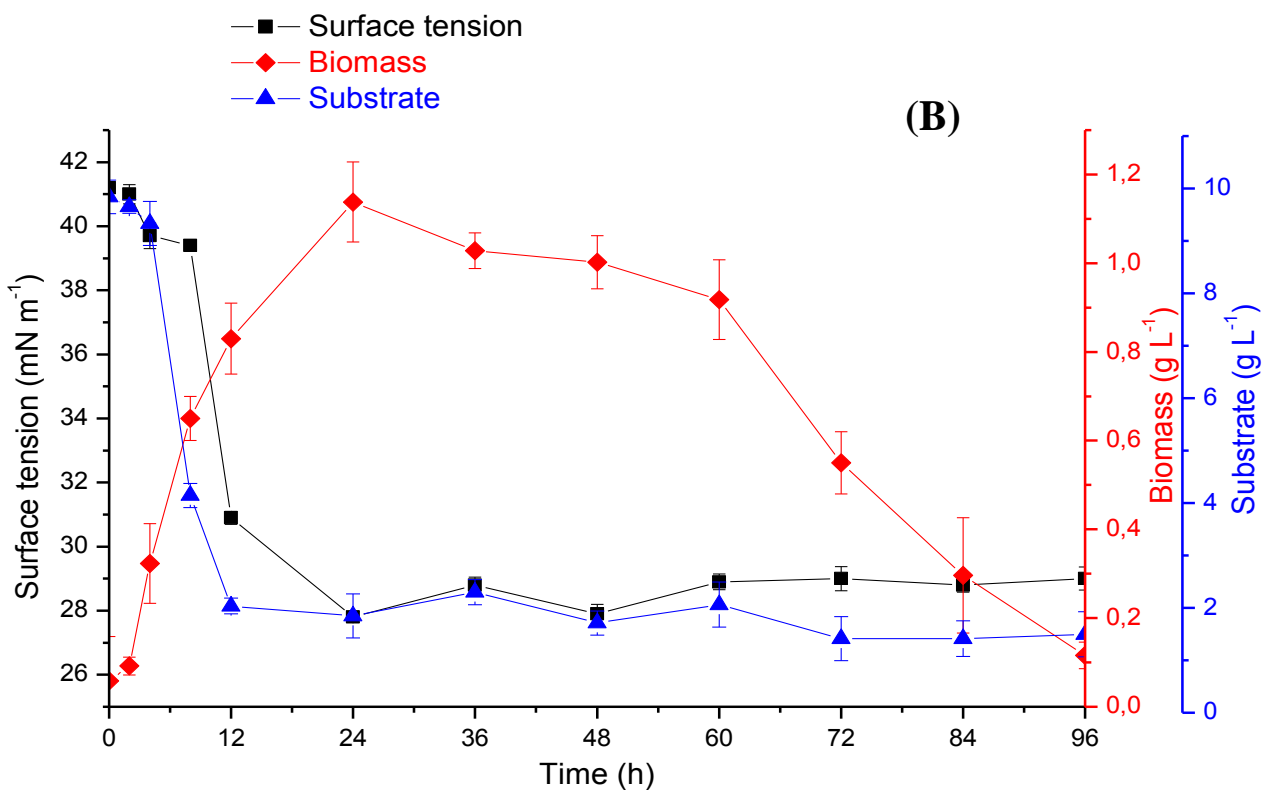 Surface tension
Biomass
Substrate
(B)
Surface tension (mN m-1)
42
40
38
36
34
32
30
28
26
0 12 24 36 48 60 72 84 96
Time (h)
1,2
1,0
0,8
0,6
0,4
0,2
0,0
Biomass (g L-1)
10
8
6
4
2
0
Substrate (g L-1)